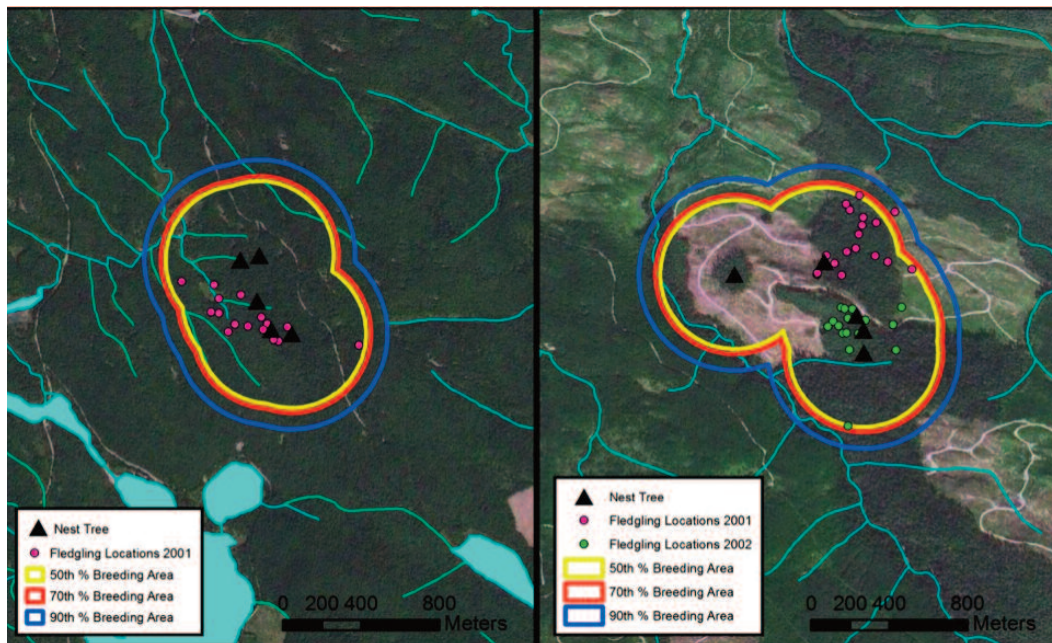 Nest Tree
Fledgling Locations 2001
50th % Breeding Area
70th % Breeding Area
90th % Breeding Area
0 200 400 800
Meters
Nest Tree
Fledgling Locations 2001
Fledgling Locations 2002
50th % Breeding Area
70th % Breeding Area
90th % Breeding Area
0 200 400 800
Meters